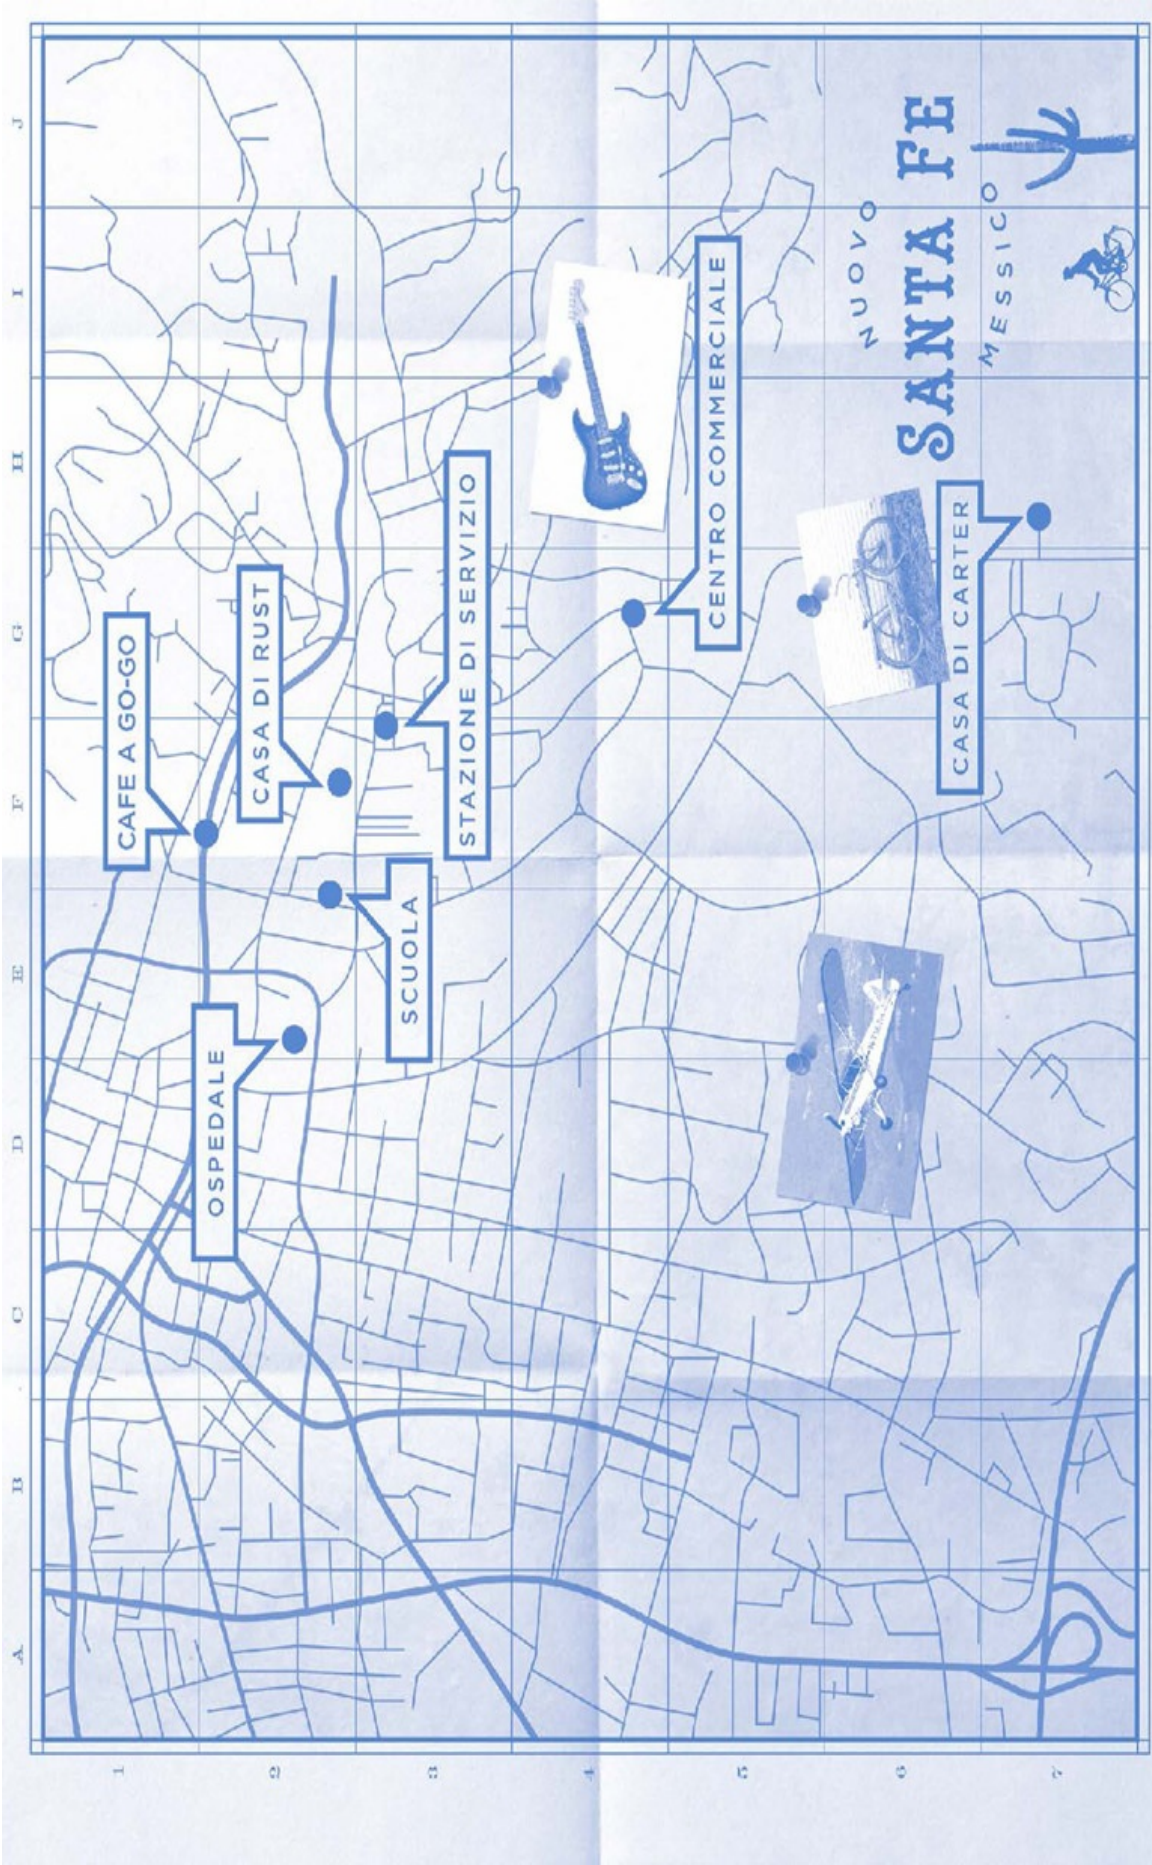 A
B
C
D
E
F
G
H
I
J
1
2
3
4
5
6
7
OSPEDALE
CAFE A GO-GO
CASA DI RUST
SCUOLA
STAZIONE DI SERVIZIO
CENTRO COMMERCIALE
CASA DI CARTER
NUOVO
SANTA FE
MESSICO